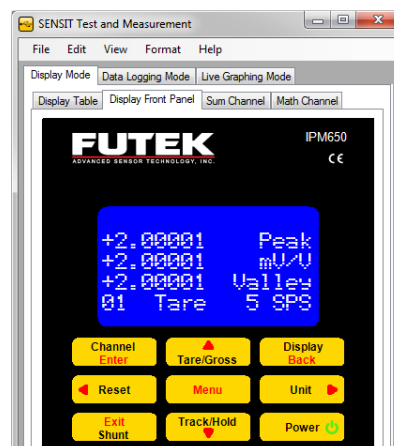 SENSIT Test and Measurement
File Edit View Format Help
Display Mode Data Logging Mode Live Graphing Mode
Display Table Display Front Panel Sum Channel Math Channel
FUTEK IPM650
ADVANCED SENSOR TECHNOLOGY, INC. CE
+2.00001 Peak
+2.00001 mV/V
+2.00001 Valley
01 Tare 5 SPS
Channel Display
Enter Tare/Gross Back
Reset Menu Unit
Exit Track/Hold Power
Shunt